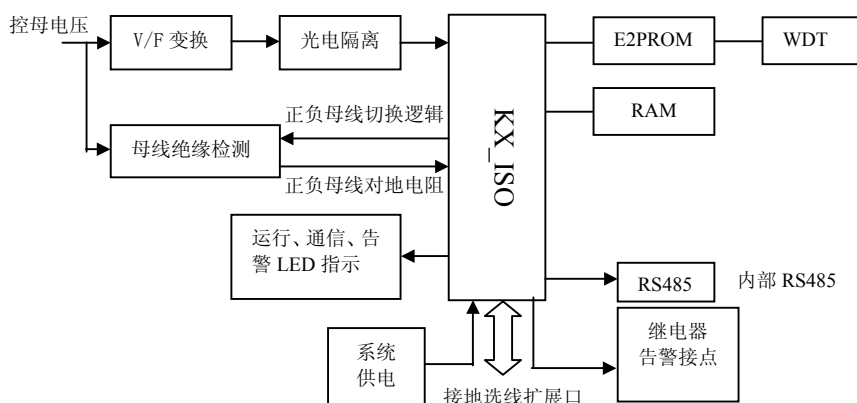 控母电压
V/F 变换
光电隔离
E2PROM
WDT
正负母线切换逻辑
RAM
母线绝缘检测
正负母线对地电阻
KX_ISO
运行、通信、告
警 LED 指示
RS485
内部 RS485
系统
供电
继电器
告警接点
接地选线扩展口